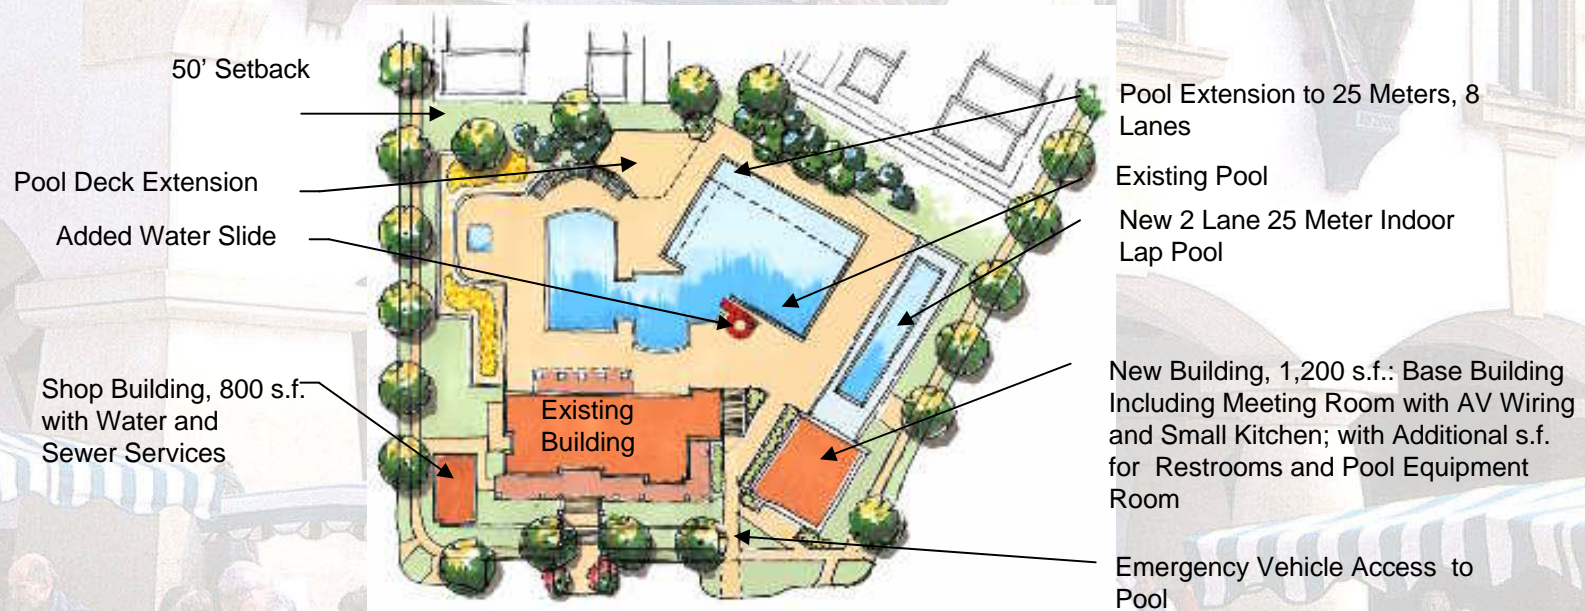 50’ Setback
Pool Deck Extension
Added Water Slide
Shop Building, 800 s.f.
with Water and
Sewer Services
Existing
Building
Pool Extension to 25 Meters, 8
Lanes
Existing Pool
New 2 Lane 25 Meter Indoor
Lap Pool
New Building, 1,200 s.f.: Base Building
Including Meeting Room with AV Wiring
and Small Kitchen; with Additional s.f.
for Restrooms and Pool Equipment
Room
Emergency Vehicle Access to
Pool